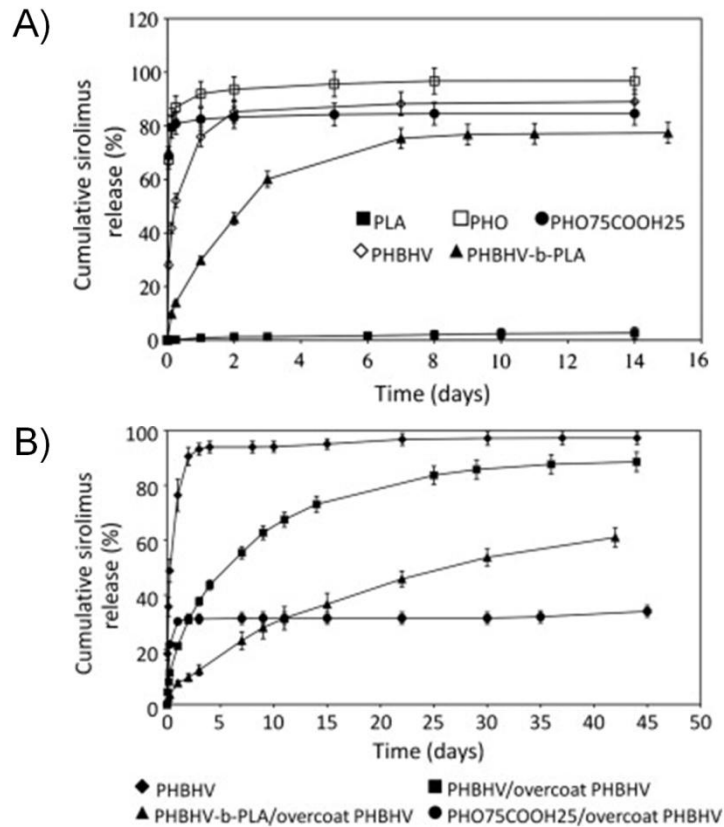 A)
120
100
80
60
40
20
0
Cumulative sirolimus
release (%)
PLA PHO PHO75COOH25
PHBHV PHBHV-b-PLA
0 2 4 6 8 10 12 14 16
Time (days)
B)
100
80
60
40
20
0
Cumulative sirolimus
release (%)
0 5 10 15 20 25 30 35 40 45 50
Time (days)
PHBHV PHBHV/overcoat PHBHV
PHBHV-b-PLA/overcoat PHBHV PHO75COOH25/overcoat PHBHV